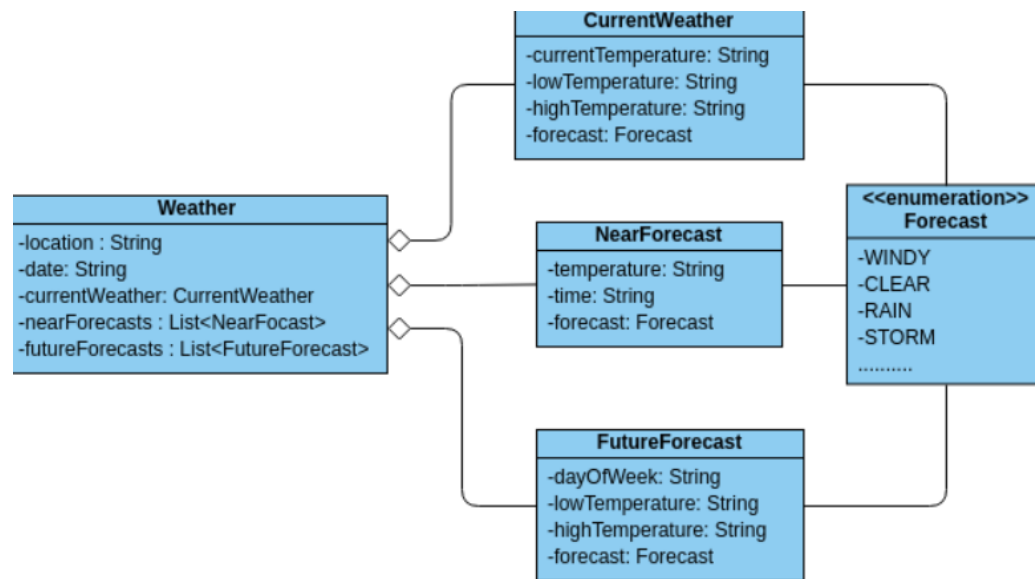 CurrentWeather
-currentTemperature: String
-lowTemperature: String
-highTemperature: String
-forecast: Forecast
Weather
-location : String
-date: String
-currentWeather: CurrentWeather
-nearForecasts : List<NearFocast>
-futureForecasts : List<FutureForecast>
NearForecast
-temperature: String
-time: String
-forecast: Forecast
<<enumeration>>
Forecast
-WINDY
-CLEAR
-RAIN
-STORM
..........
FutureForecast
-dayOfWeek: String
-lowTemperature: String
-highTemperature: String
-forecast: Forecast